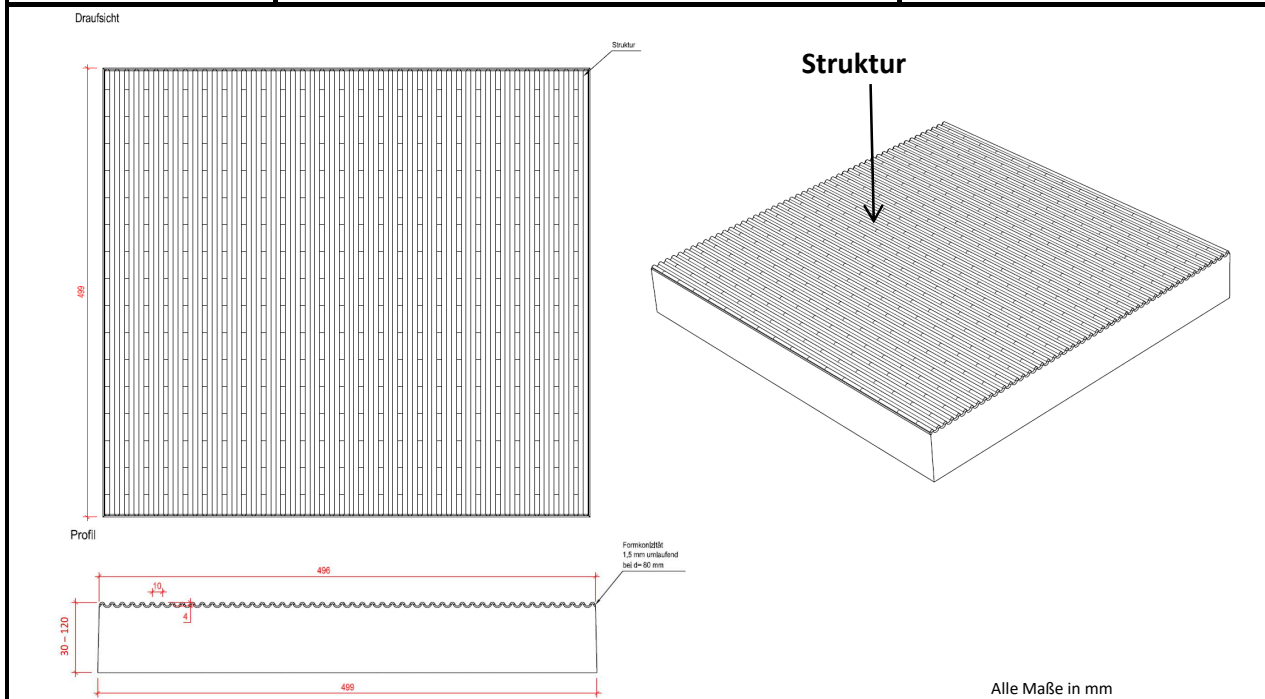 Draufsicht
Struktur
Struktur
499
Profil
Formkonizität
1,5 mm umlaufend
bei d= 80 mm
496
10
4
30 – 120
499
Alle Maße in mm